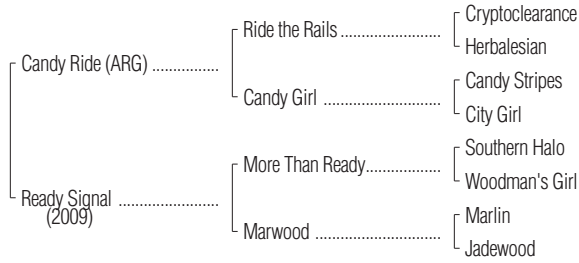 Cryptoclearance
Ride the Rails ......................
Herbalesian
Candy Ride (ARG) ................
Candy Stripes
Candy Girl ............................
City Girl
Southern Halo
More Than Ready..................
Woodman's Girl
Ready Signal ........................
(2009)
Marlin
Marwood .............................
Jadewood